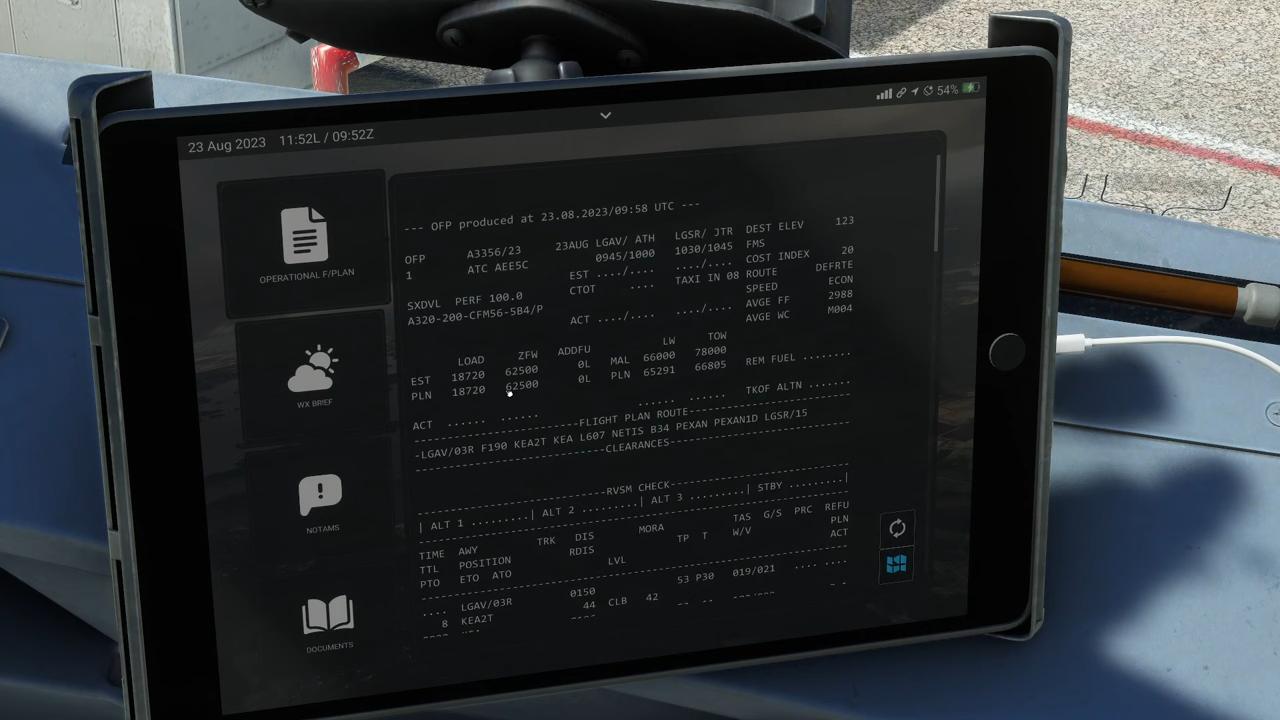 23 Aug 2023 11:52L / 09:52Z
54%
OPERATIONAL F/PLAN
WX BRIEF
NOTAMS
DOCUMENTS
--- OFP produced at 23.08.2023/09:58 UTC ---
OFP A3356/23 23AUG LGAV/ ATH LGSR/ JTR DEST ELEV 123
1 ATC AEE5C 0945/1000 1030/1045 FMS
EST ..../.... ..../.... COST INDEX 20
SXDVL PERF 100.0 CTOT .... TAXI IN 08 ROUTE DEFRTE
A320-200-CFM56-5B4/P SPEED ECON
ACT ..../.... ..../.... AVGE FF 2988
AVGE WC M004
LOAD ZFW ADDFU LW TOW
EST 18720 62500 0L MAL 66000 78000
PLN 18720 62500 0L PLN 65291 66805 REM FUEL ........
ACT ...... ...... ...... ...... TKOF ALTN .......
--------------------------FLIGHT PLAN ROUTE-------------------------
-LGAV/03R F190 KEA2T KEA L607 NETIS B34 PEXAN PEXAN1D LGSR/15
-----------------------------CLEARANCES-----------------------------
-----------------------------RVSM CHECK-----------------------------
| ALT 1 .........| ALT 2 .........| ALT 3 .........| STBY .........|
TIME AWY TRK DIS MORA TAS G/S PRC REFU
TTL POSITION RDIS TP T W/V PLN
PTO ETO ATO LVL ACT
.... LGAV/03R 0150 53 P30 019/021 .... ....
8 KEA2T 44 CLB 42